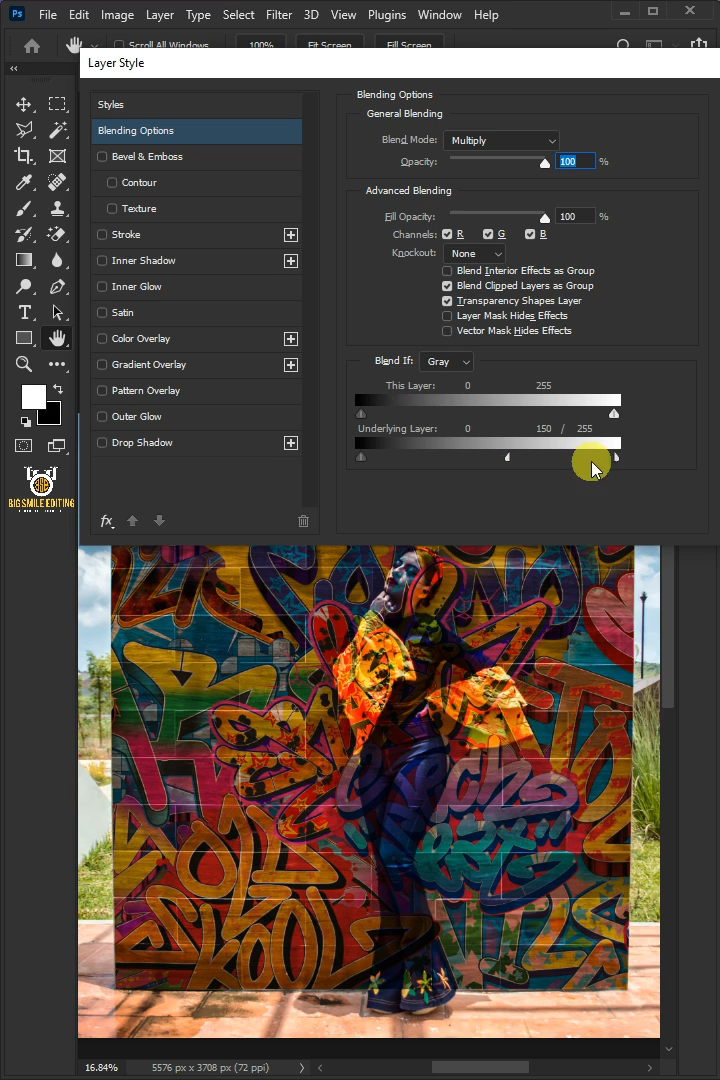 Ps File Edit Image Layer Type Select Filter 3D View Plugins Window Help
Scroll All Windows 100% Fit Screen Fill Screen
Layer Style
Styles
Blending Options
Bevel & Emboss
Contour
Texture
Stroke
Inner Shadow
Inner Glow
Satin
Color Overlay
Gradient Overlay
Pattern Overlay
Outer Glow
Drop Shadow
fx
Blending Options
General Blending
Blend Mode: Multiply
Opacity: 100 %
Advanced Blending
Fill Opacity: 100 %
Channels: R G B
Knockout: None
Blend Interior Effects as Group
Blend Clipped Layers as Group
Transparency Shapes Layer
Layer Mask Hides Effects
Vector Mask Hides Effects
Blend If: Gray
This Layer: 0 255
Underlying Layer: 0 150 / 255
BIG SMILE EDITING
OLD
SKOOL
16.84% 5576 px x 3708 px (72 ppi)